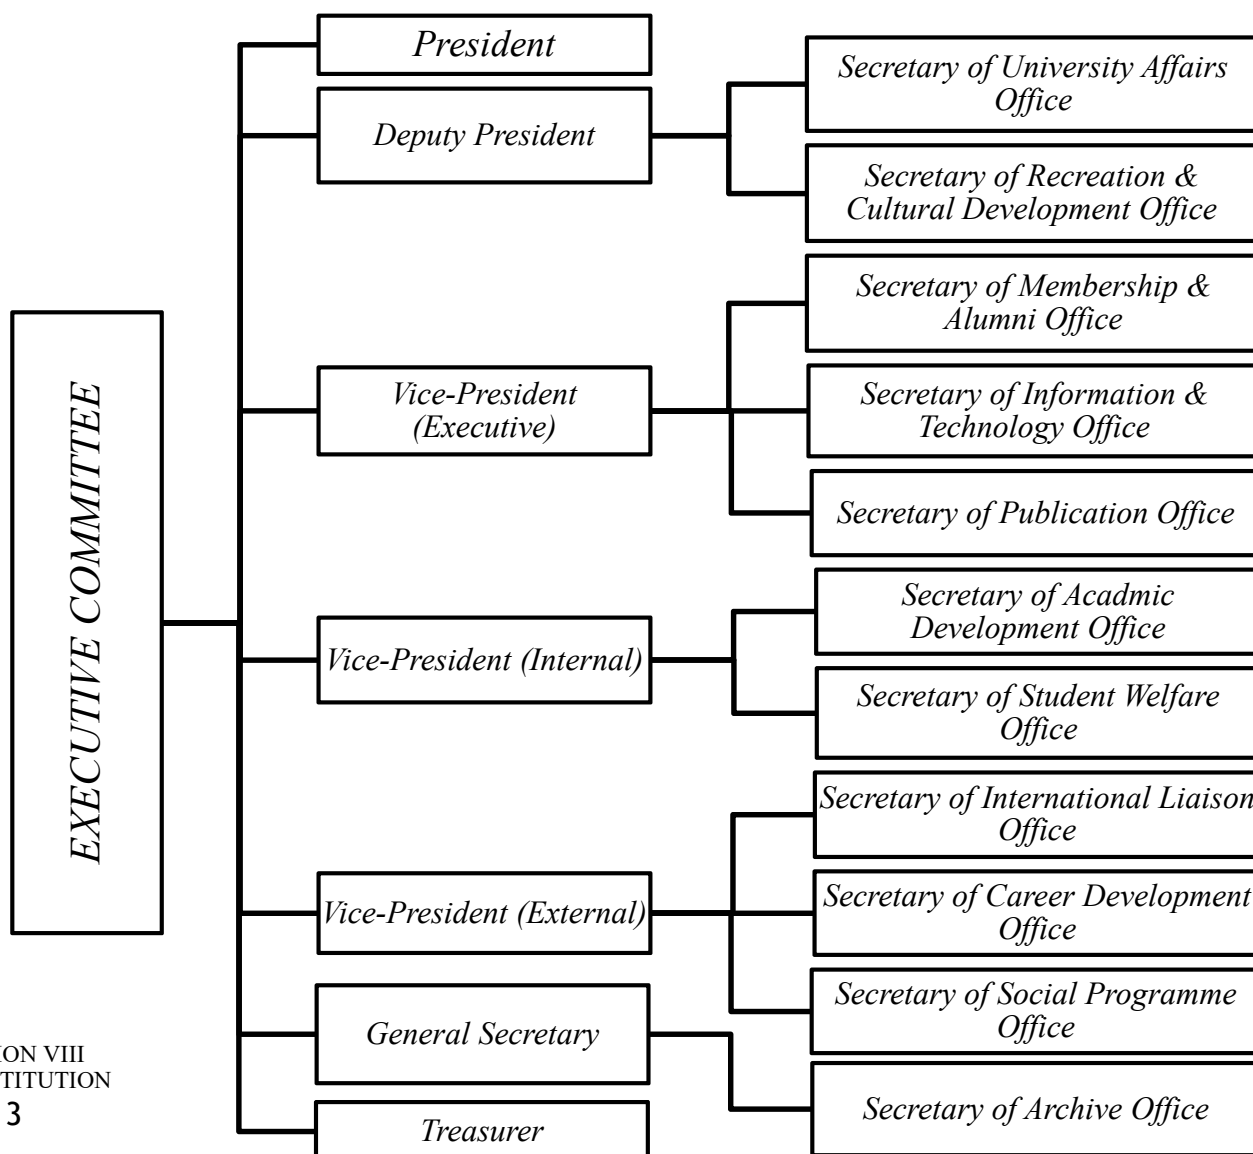 President
Deputy President
Secretary of University Affairs
Office
Secretary of Recreation &
Cultural Development Office
Vice-President
(Executive)
Secretary of Membership &
Alumni Office
Secretary of Information &
Technology Office
Secretary of Publication Office
EXECUTIVE COMMITTEE
Vice-President (Internal)
Secretary of Acadmic
Development Office
Secretary of Student Welfare
Office
Vice-President (External)
Secretary of International Liaison
Office
Secretary of Career Development
Office
Secretary of Social Programme
Office
General Secretary
Secretary of Archive Office
Treasurer
ION VIII
TITUTION
3